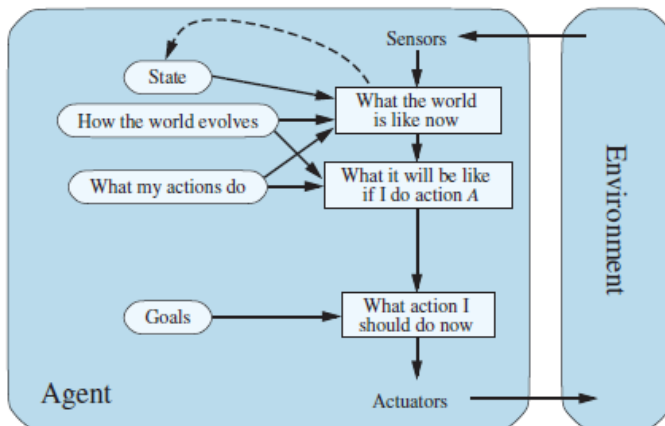 Sensors
State
What the world
is like now
How the world evolves
What my actions do
What it will be like
if I do action A
Goals
What action I
should do now
Agent
Actuators
Environment